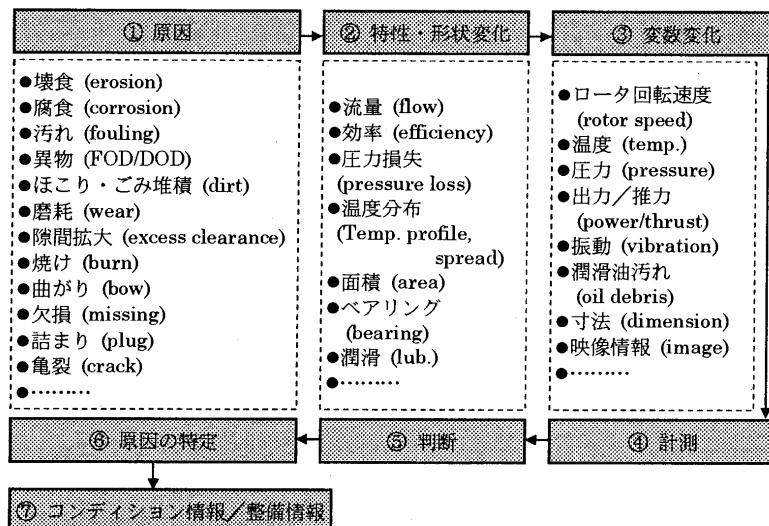 ① 原因
●壊食 (erosion)
●腐食 (corrosion)
●汚れ (fouling)
●異物 (FOD/DOD)
●ほこり・ごみ堆積 (dirt)
●磨耗 (wear)
●隙間拡大 (excess clearance)
●焼け (burn)
●曲がり (bow)
●欠損 (missing)
●詰まり (plug)
●亀裂 (crack)
●………
② 特性・形状変化
●流量 (flow)
●効率 (efficiency)
●圧力損失
(pressure loss)
●温度分布
(Temp. profile,
spread)
●面積 (area)
●ベアリング
(bearing)
●潤滑 (lub.)
●………
③ 変数変化
●ロータ回転速度
(rotor speed)
●温度 (temp.)
●圧力 (pressure)
●出力／推力
(power/thrust)
●振動 (vibration)
●潤滑油汚れ
(oil debris)
●寸法 (dimension)
●映像情報 (image)
●………
④ 計測
⑤ 判断
⑥ 原因の特定
⑦ コンディション情報／整備情報